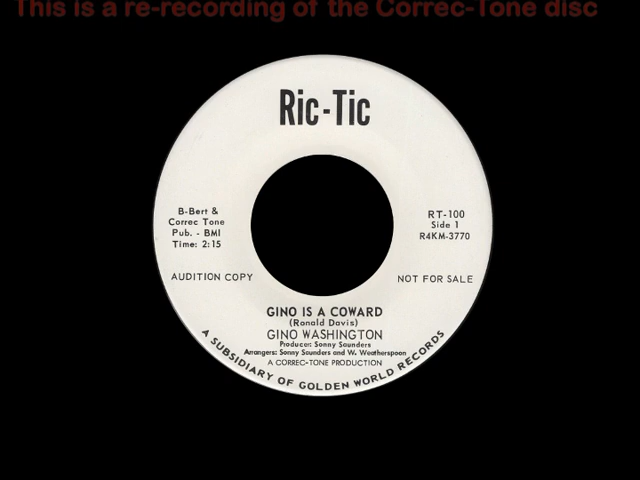 This is a re-recording of the Correc-Tone disc
Ric-Tic
B-Bert &
Correc Tone
Pub. - BMI
Time: 2:15
RT-100
Side 1
R4KM-3770
AUDITION COPY
NOT FOR SALE
GINO IS A COWARD
(Ronald Davis)
GINO WASHINGTON
Producer: Sonny Saunders
Arrangers: Sonny Saunders and W. Weatherspoon
A CORREC-TONE PRODUCTION
A SUBSIDIARY OF GOLDEN WORLD RECORDS